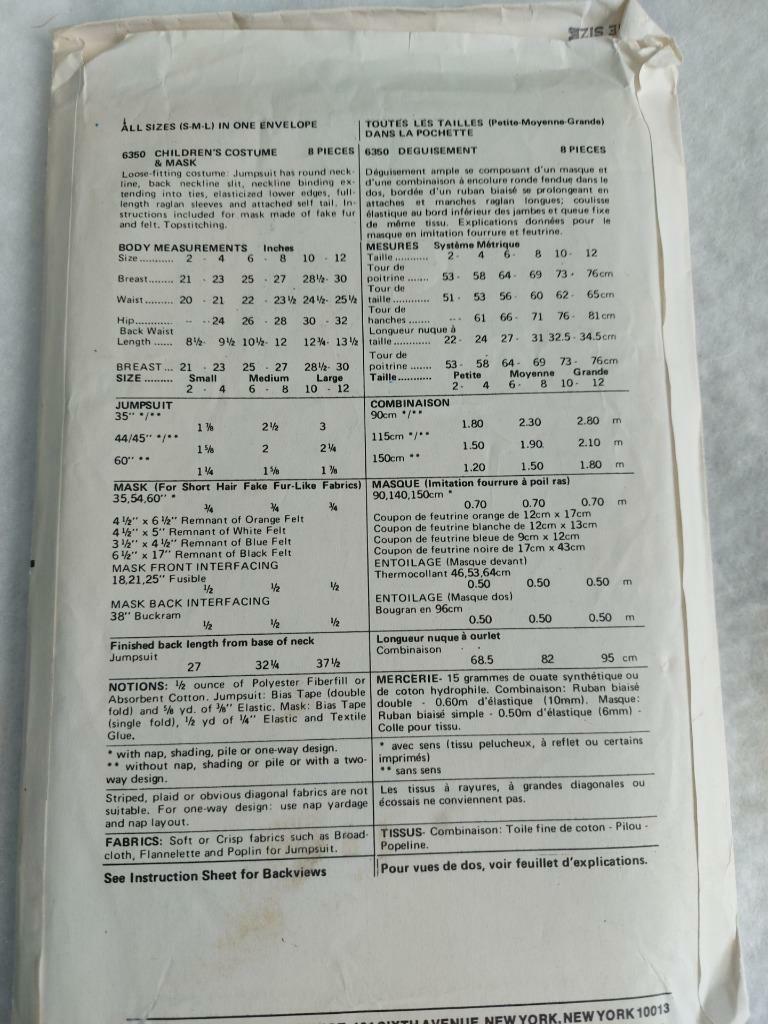 E SIZE
ALL SIZES (S-M-L) IN ONE ENVELOPE
6350 CHILDREN'S COSTUME 8 PIECES
& MASK
Loose-fitting costume: Jumpsuit has round neck-
line, back neckline slit, neckline binding ex-
tending into ties, elasticized lower edges, full-
length raglan sleeves and attached self tail. In-
structions included for mask made of fake fur
and felt. Topstitching.
BODY MEASUREMENTS Inches
Size........... 2 - 4 6 - 8 10 - 12
Breast........ 21 - 23 25 - 27 28½ - 30
Waist........ 20 - 21 22 - 23½ 24½ - 25½
Hip............ -- - 24 26 - 28 30 - 32
Back Waist
Length ...... 8½ - 9½ 10½ - 12 12¾ - 13½
BREAST... 21 - 23 25 - 27 28½ - 30
SIZE ......... Small Medium Large
2 - 4 6 - 8 10 - 12
JUMPSUIT
35" */**
1⅞ 2½ 3
44/45" */**
1⅝ 2 2¼
60" **
1¼ 1⅝ 1⅞
MASK (For Short Hair Fake Fur-Like Fabrics)
35,54,60" *
¾ ¾ ¾
4½" x 6½" Remnant of Orange Felt
4½" x 5" Remnant of White Felt
3½" x 4½" Remnant of Blue Felt
6½" x 17" Remnant of Black Felt
MASK FRONT INTERFACING
18,21,25" Fusible
½ ½ ½
MASK BACK INTERFACING
38" Buckram
½ ½ ½
Finished back length from base of neck
Jumpsuit
27 32¼ 37½
NOTIONS: ½ ounce of Polyester Fiberfill or
Absorbent Cotton. Jumpsuit: Bias Tape (double
fold) and ⅝ yd. of ⅜" Elastic. Mask: Bias Tape
(single fold), ½ yd of ¼" Elastic and Textile
Glue.
* with nap, shading, pile or one-way design.
** without nap, shading or pile or with a two-
way design.
Striped, plaid or obvious diagonal fabrics are not
suitable. For one-way design: use nap yardage
and nap layout.
FABRICS: Soft or Crisp fabrics such as Broad-
cloth, Flannelette and Poplin for Jumpsuit.
See Instruction Sheet for Backviews
TOUTES LES TAILLES (Petite-Moyenne-Grande)
DANS LA POCHETTE
6350 DEGUISEMENT 8 PIECES
Déguisement ample se composant d'un masque et
d'une combinaison à encolure ronde fendue dans le
dos, bordée d'un ruban biaisé se prolongeant en
attaches et manches raglan longues; coulisse
élastique au bord inférieur des jambes et queue fixe
de même tissu. Explications données pour le
masque en imitation fourrure et feutrine.
MESURES Système Métrique
Taille........... 2 - 4 6 - 8 10 - 12
Tour de
poitrine ....... 53 - 58 64 - 69 73 - 76cm
Tour de
taille............ 51 - 53 56 - 60 62 - 65cm
Tour de
hanches ....... --- 61 66 - 71 76 - 81cm
Longueur nuque à
taille............ 22 - 24 27 - 31 32.5 - 34.5cm
Tour de
poitrine ....... 53 - 58 64 - 69 73 - 76cm
Taille........... Petite Moyenne Grande
2 - 4 6 - 8 10 - 12
COMBINAISON
90cm */**
1.80 2.30 2.80 m
115cm */**
1.50 1.90 2.10 m
150cm **
1.20 1.50 1.80 m
MASQUE (Imitation fourrure à poil ras)
90,140,150cm *
0.70 0.70 0.70 m
Coupon de feutrine orange de 12cm x 17cm
Coupon de feutrine blanche de 12cm x 13cm
Coupon de feutrine bleue de 9cm x 12cm
Coupon de feutrine noire de 17cm x 43cm
ENTOILAGE (Masque devant)
Thermocollant 46,53,64cm
0.50 0.50 0.50 m
ENTOILAGE (Masque dos)
Bougran en 96cm
0.50 0.50 0.50 m
Longueur nuque à ourlet
Combinaison
68.5 82 95 cm
MERCERIE- 15 grammes de ouate synthétique ou
de coton hydrophile. Combinaison: Ruban biaisé
double - 0.60m d'élastique (10mm). Masque:
Ruban biaisé simple - 0.50m d'élastique (6mm) -
Colle pour tissu.
* avec sens (tissu pelucheux, à reflet ou certains
imprimés)
** sans sens
Les tissus à rayures, à grandes diagonales ou
écossais ne conviennent pas.
TISSUS- Combinaison: Toile fine de coton - Pilou -
Popeline.
Pour vues de dos, voir feuillet d'explications.
SIXTH AVENUE, NEW YORK, NEW YORK 10013